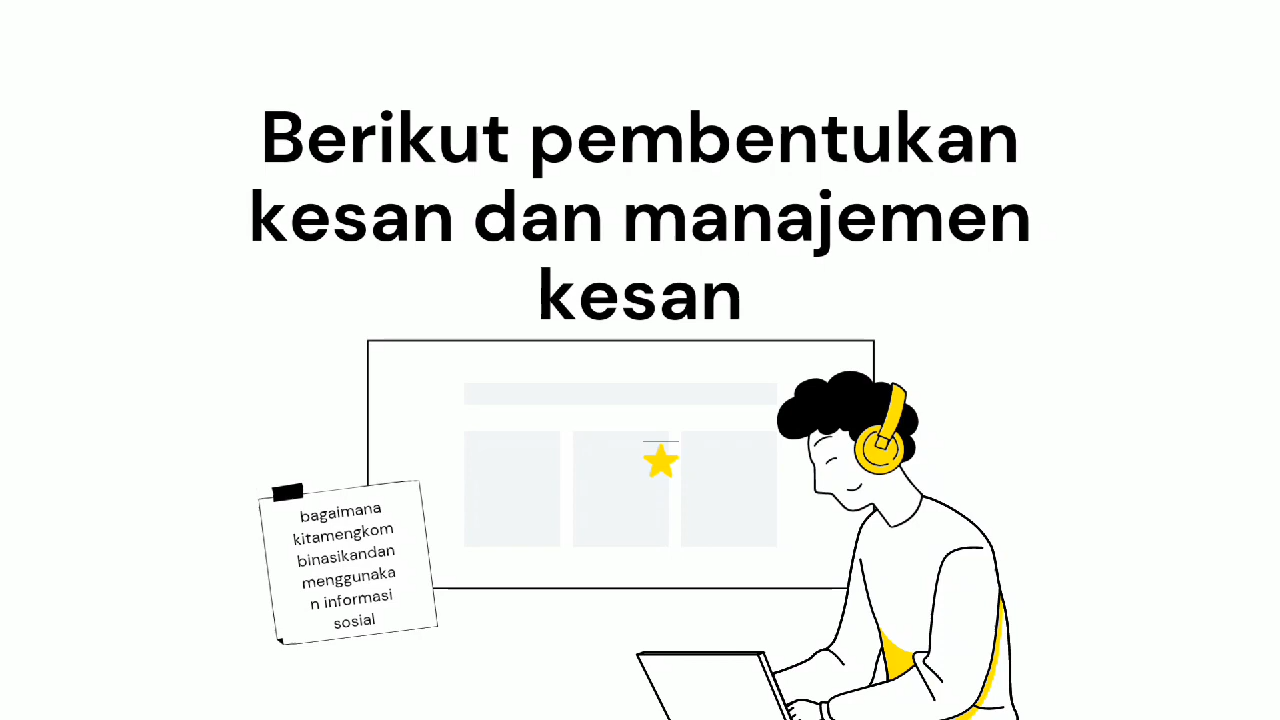 Berikut pembentukan
kesan dan manajemen
kesan
bagaimana
kitamengkom
binasikandan
menggunaka
n informasi
sosial